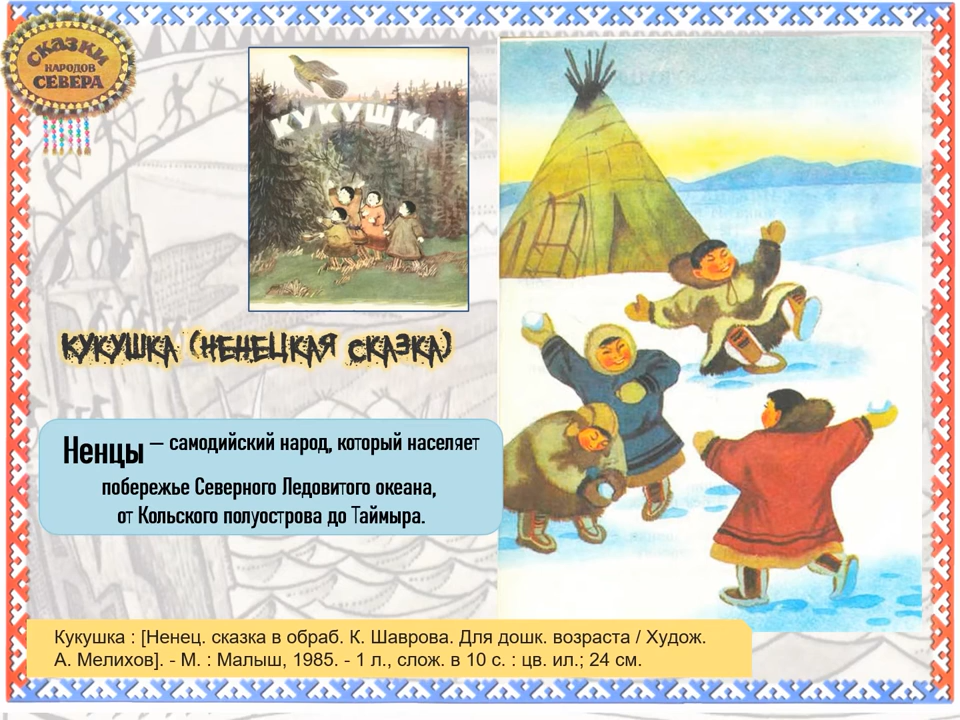 сказки
НАРОДОВ
СЕВЕРА
КУКУШКА
КУКУШКА (НЕНЕЦКАЯ СКАЗКА)
Ненцы – самодийский народ, который населяет
побережье Северного Ледовитого океана,
от Кольского полуострова до Таймыра.
Кукушка : [Ненец. сказка в обраб. К. Шаврова. Для дошк. возраста / Худож.
А. Мелихов]. - М. : Малыш, 1985. - 1 л., слож. в 10 с. : цв. ил.; 24 см.